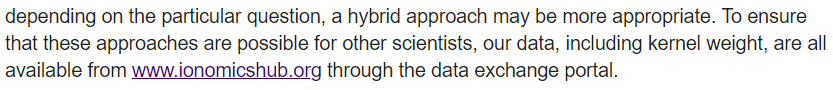 depending on the particular question, a hybrid approach may be more appropriate. To ensure
that these approaches are possible for other scientists, our data, including kernel weight, are all
available from www.ionomicshub.org through the data exchange portal.